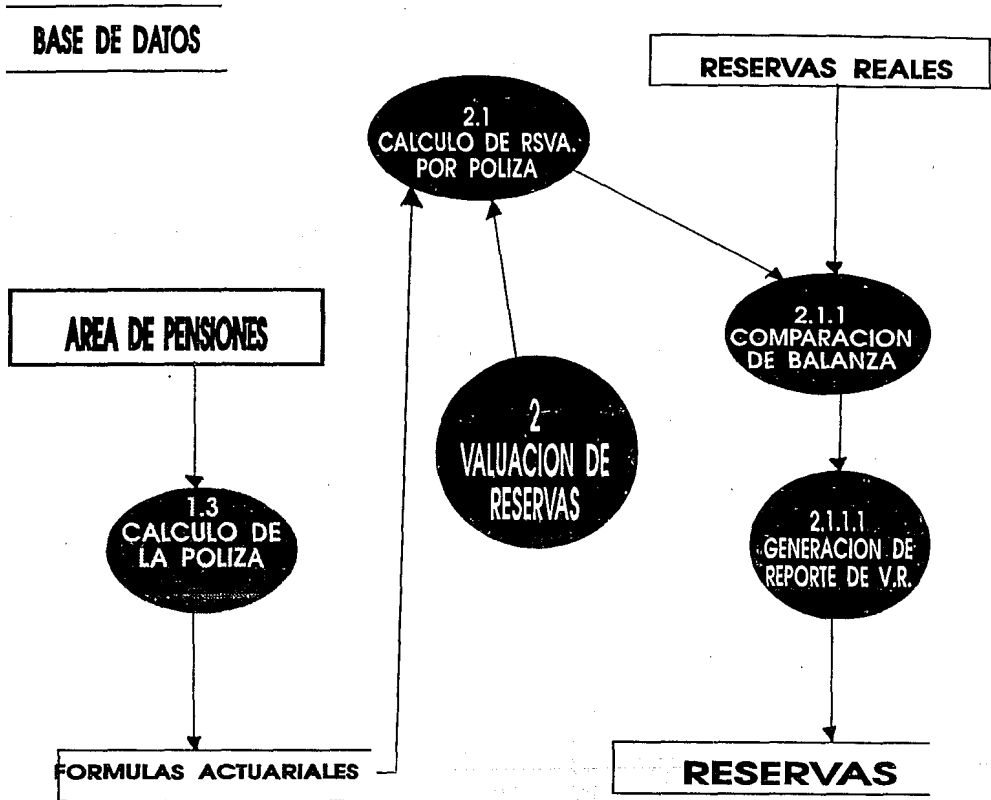 BASE DE DATOS
RESERVAS REALES
2.1
CALCULO DE RSVA.
POR POLIZA
AREA DE PENSIONES
2.1.1
COMPARACION
DE BALANZA
2
VALUACION DE
RESERVAS
1.3
CALCULO DE
LA POLIZA
2.1.1.1
GENERACION DE
REPORTE DE V.R.
FORMULAS ACTUARIALES
RESERVAS